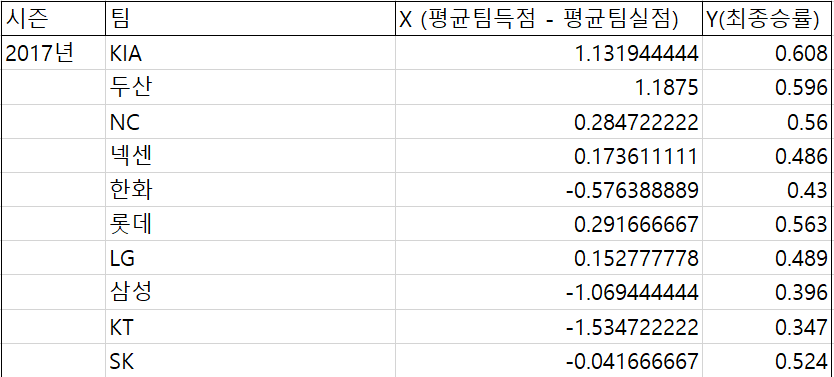 시즌 팀 X (평균팀득점 - 평균팀실점) Y(최종승률)
2017년 KIA 1.131944444 0.608
두산 1.1875 0.596
NC 0.284722222 0.56
넥센 0.173611111 0.486
한화 -0.576388889 0.43
롯데 0.291666667 0.563
LG 0.152777778 0.489
삼성 -1.069444444 0.396
KT -1.534722222 0.347
SK -0.041666667 0.524